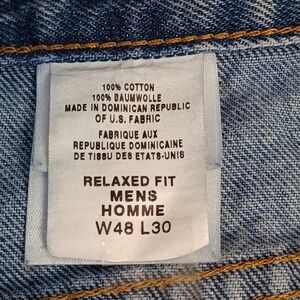 100% COTTON
100% BAUMWOLLE
MADE IN DOMINICAN REPUBLIC
OF U.S. FABRIC
FABRIQUE AUX
REPUBLIQUE DOMINICAINE
DE TISSU DES ETATS-UNIS
RELAXED FIT
MENS
HOMME
W48 L30